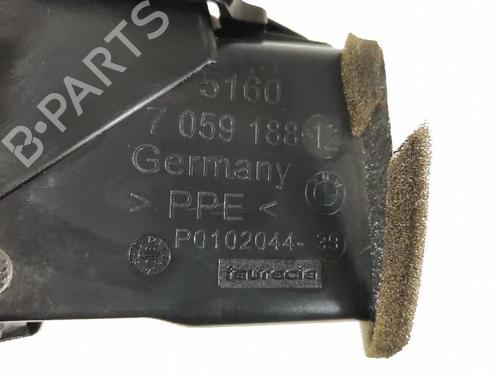 B-PARTS
5160
7 059 188-12
Germany
> PPE <
P0102044-39
faurecia